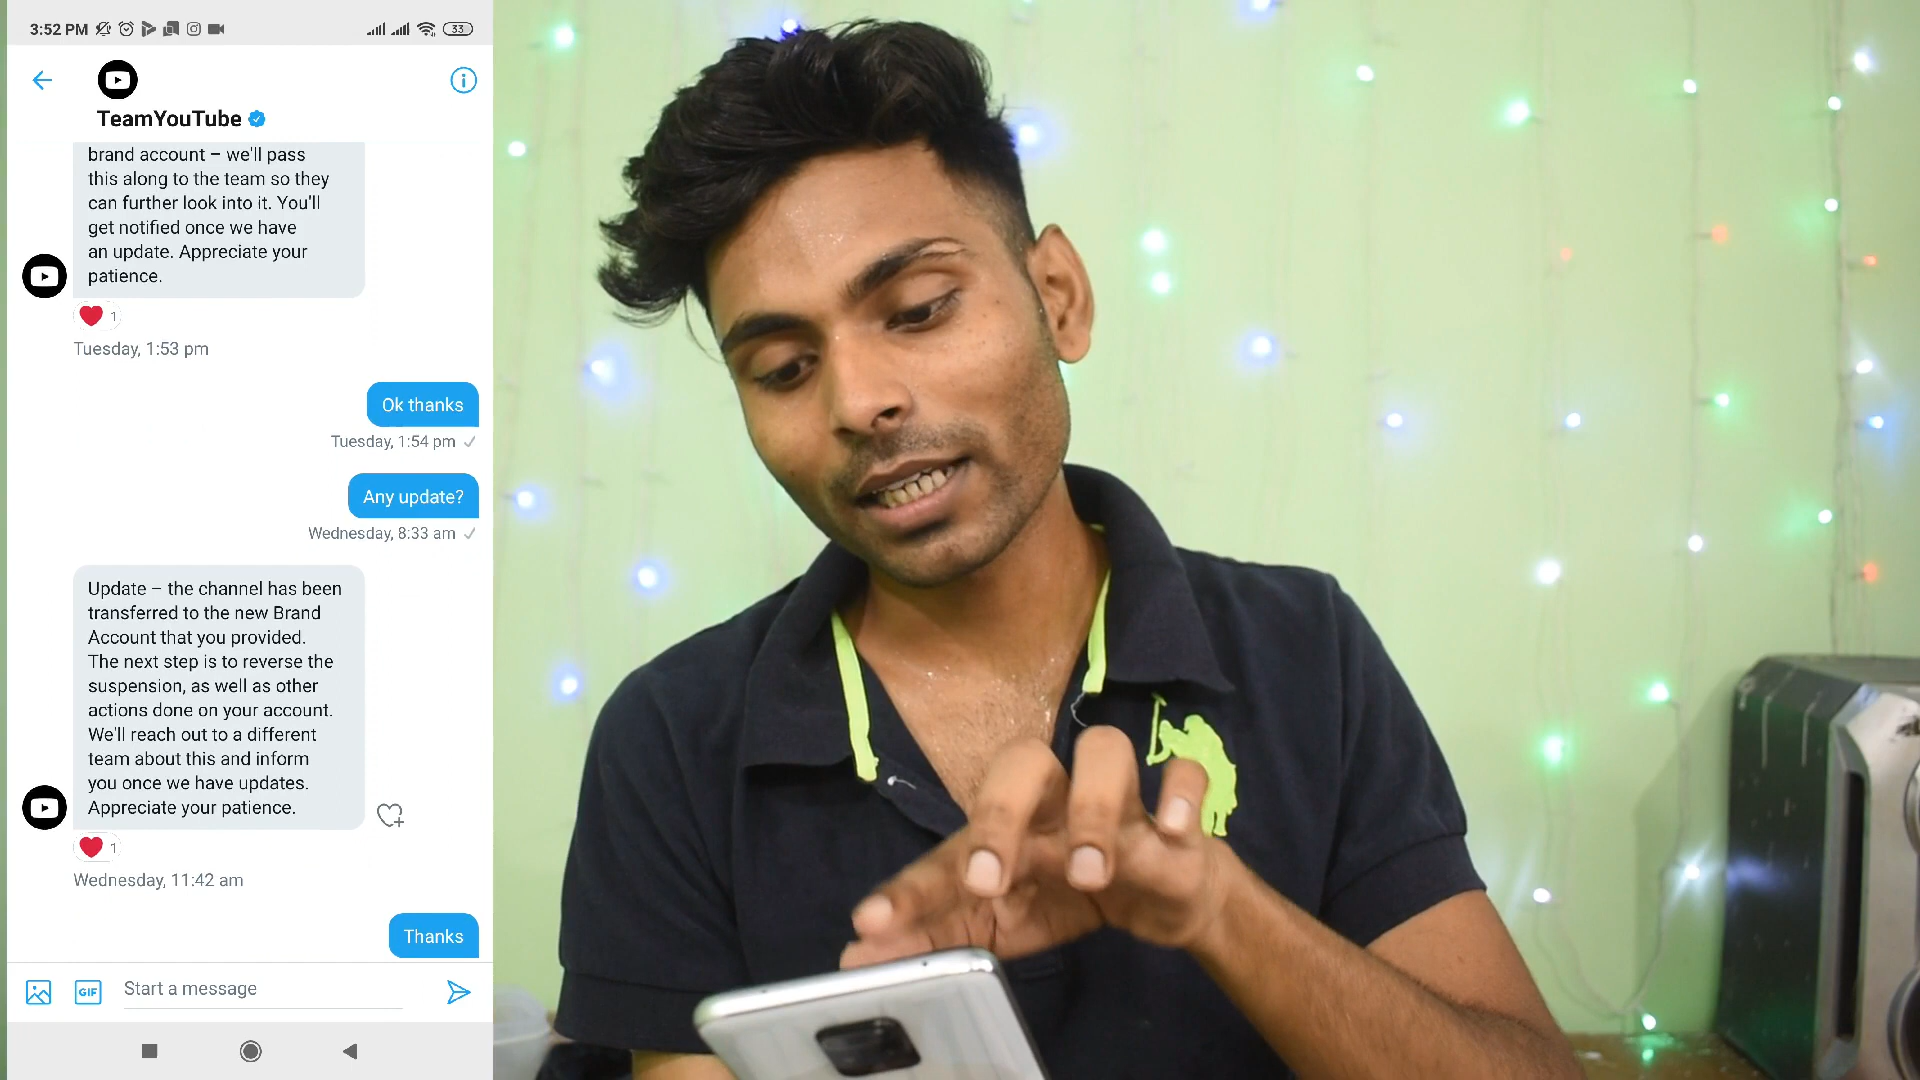 3:52 PM
33
TeamYouTube
brand account – we'll pass
this along to the team so they
can further look into it. You'll
get notified once we have
an update. Appreciate your
patience.
1
Tuesday, 1:53 pm
Ok thanks
Tuesday, 1:54 pm
Any update?
Wednesday, 8:33 am
Update – the channel has been
transferred to the new Brand
Account that you provided.
The next step is to reverse the
suspension, as well as other
actions done on your account.
We'll reach out to a different
team about this and inform
you once we have updates.
Appreciate your patience.
1
Wednesday, 11:42 am
Thanks
GIF
Start a message